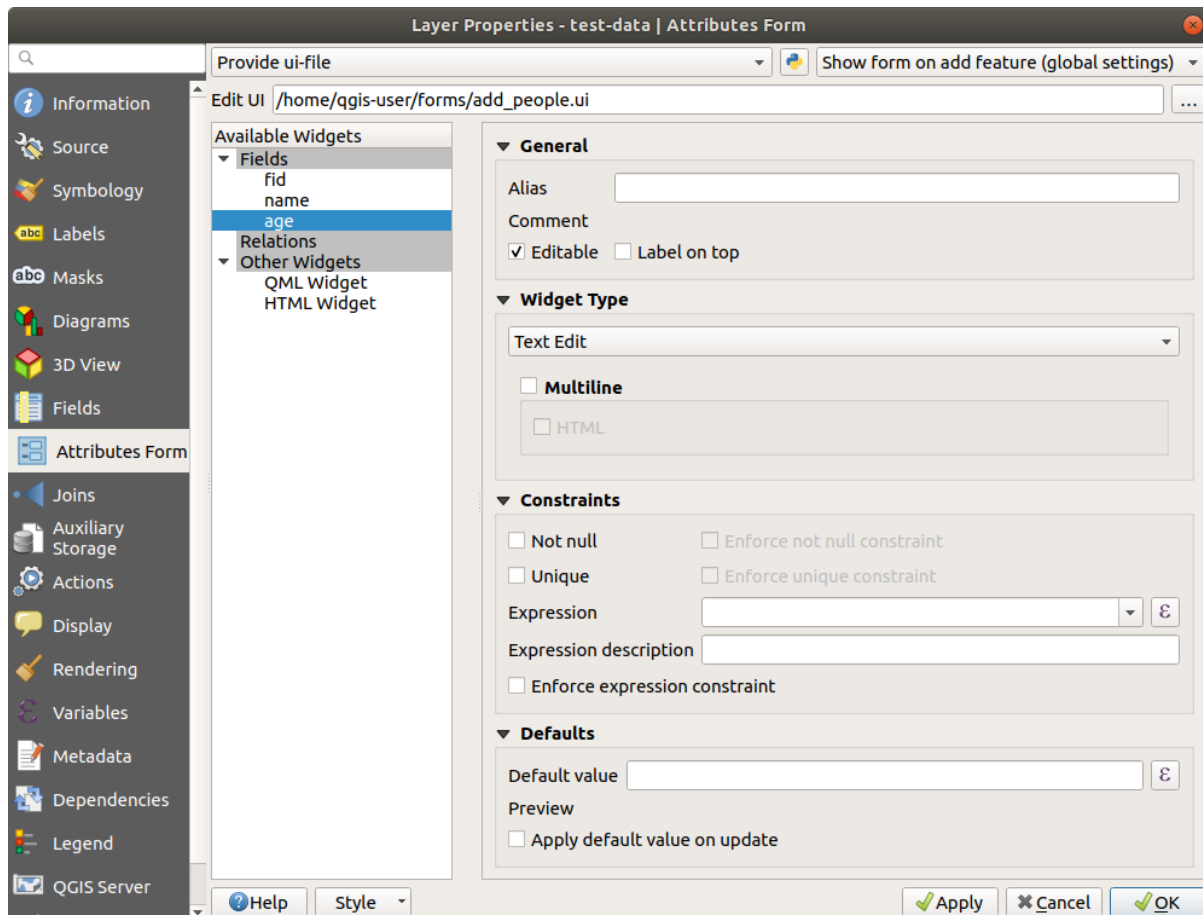 Layer Properties - test-data | Attributes Form
Provide ui-file
Show form on add feature (global settings)
Edit UI /home/qgis-user/forms/add_people.ui
...
Information
Source
Symbology
abc Labels
abc Masks
Diagrams
3D View
Fields
Attributes Form
Joins
Auxiliary
Storage
Actions
Display
Rendering
Variables
Metadata
Dependencies
Legend
QGIS Server
Available Widgets
Fields
fid
name
age
Relations
Other Widgets
QML Widget
HTML Widget
General
Alias
Comment
Editable Label on top
Widget Type
Text Edit
Multiline
HTML
Constraints
Not null Enforce not null constraint
Unique Enforce unique constraint
Expression ε
Expression description
Enforce expression constraint
Defaults
Default value ε
Preview
Apply default value on update
Help Style Apply Cancel OK